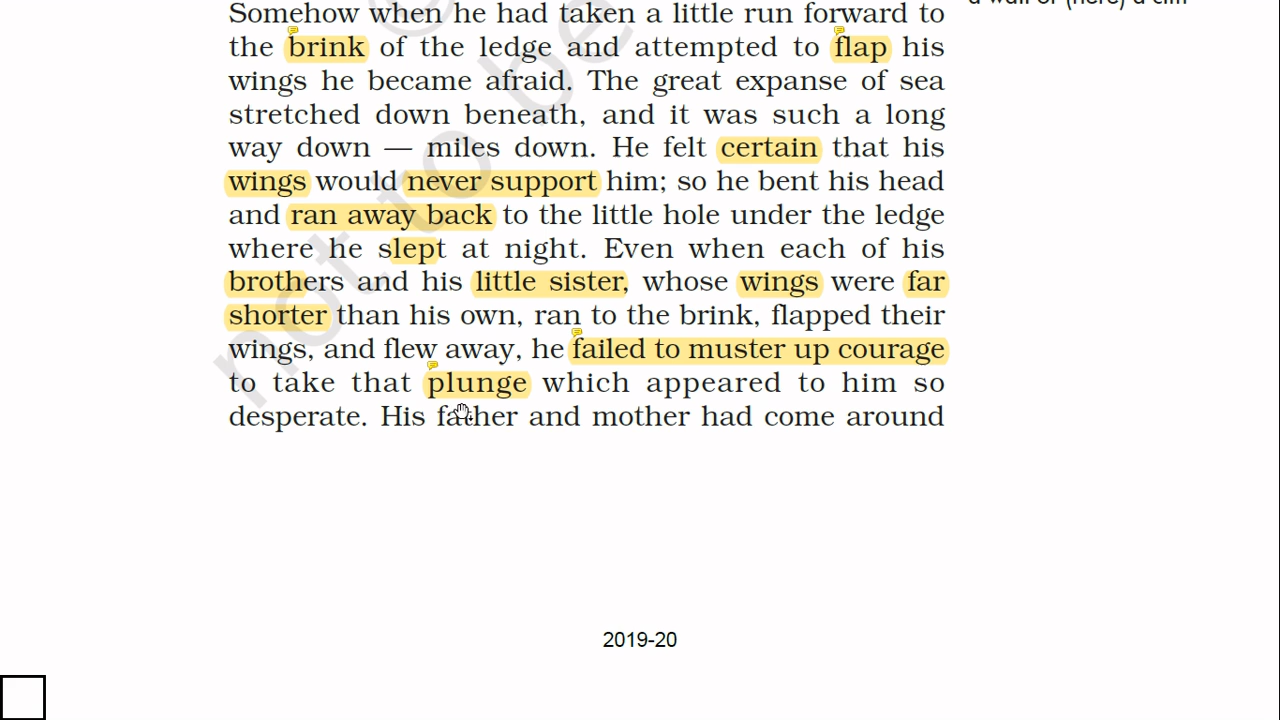 Somehow when he had taken a little run forward to
the brink of the ledge and attempted to flap his
wings he became afraid. The great expanse of sea
stretched down beneath, and it was such a long
way down — miles down. He felt certain that his
wings would never support him; so he bent his head
and ran away back to the little hole under the ledge
where he slept at night. Even when each of his
brothers and his little sister, whose wings were far
shorter than his own, ran to the brink, flapped their
wings, and flew away, he failed to muster up courage
to take that plunge which appeared to him so
desperate. His father and mother had come around
not to be
2019-20